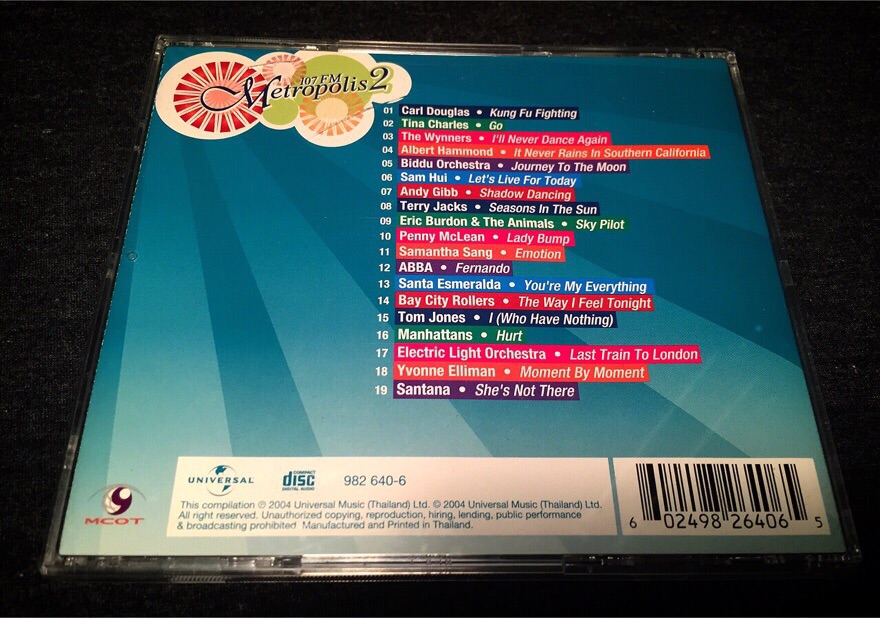 107 FM
Metropolis 2
01 Carl Douglas • Kung Fu Fighting
02 Tina Charles • Go
03 The Wynners • I'll Never Dance Again
04 Albert Hammond • It Never Rains In Southern California
05 Biddu Orchestra • Journey To The Moon
06 Sam Hui • Let's Live For Today
07 Andy Gibb • Shadow Dancing
08 Terry Jacks • Seasons In The Sun
09 Eric Burdon & The Animals • Sky Pilot
10 Penny McLean • Lady Bump
11 Samantha Sang • Emotion
12 ABBA • Fernando
13 Santa Esmeralda • You're My Everything
14 Bay City Rollers • The Way I Feel Tonight
15 Tom Jones • I (Who Have Nothing)
16 Manhattans • Hurt
17 Electric Light Orchestra • Last Train To London
18 Yvonne Elliman • Moment By Moment
19 Santana • She's Not There
MCOT
UNIVERSAL
COMPACT
disc
DIGITAL AUDIO
982 640-6
This compilation ℗ 2004 Universal Music (Thailand) Ltd. © 2004 Universal Music (Thailand) Ltd.
All right reserved. Unauthorized copying, reproduction, hiring, lending, public performance
& broadcasting prohibited Manufactured and Printed in Thailand.
6 02498 26406 5